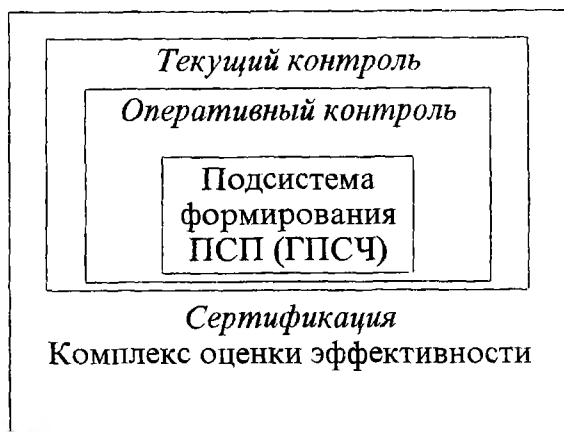 Текущий контроль
Оперативный контроль
Подсистема
формирования
ПСП (ГПСЧ)
Сертификация
Комплекс оценки эффективности